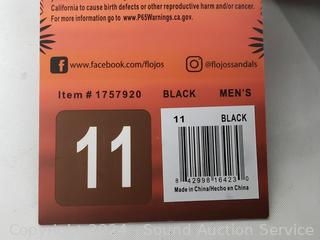 California to cause birth defects or other reproductive harm and/or cancer.
For more information go to www.P65Warnings.ca.gov.
www.facebook.com/flojos
@flojossandals
Item # 1757920 BLACK MEN'S
11
11 BLACK
8 42998 16423 0
Made in China/Hecho en China
Copyright 2024 - Sound Auction Service